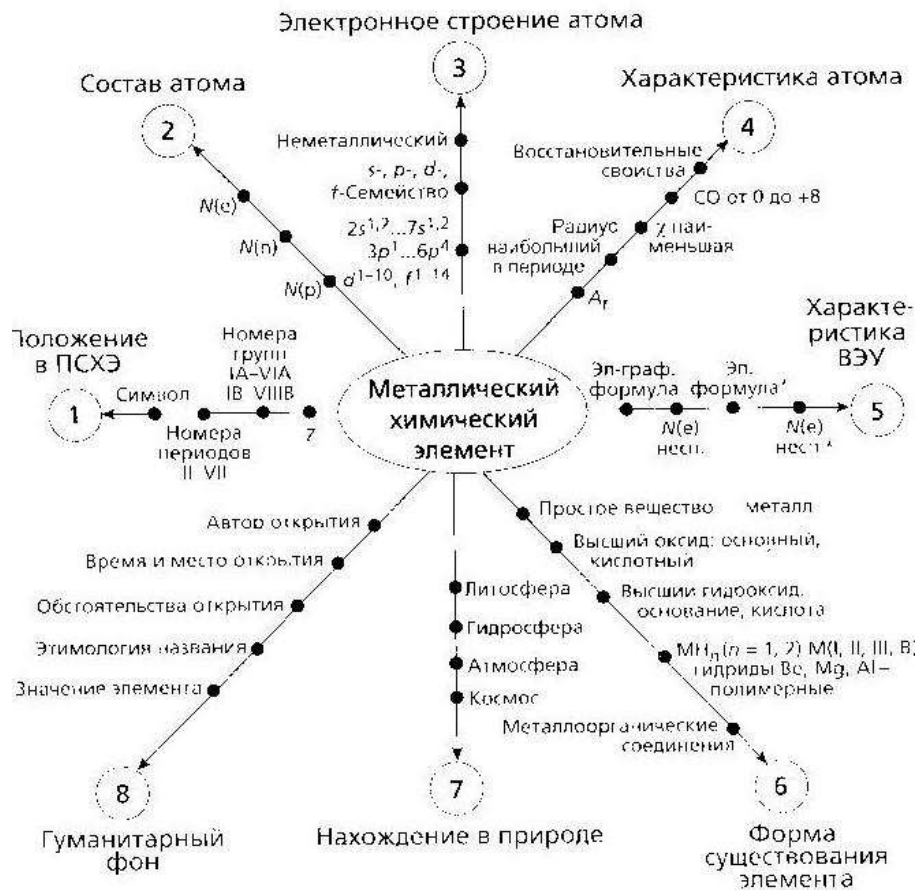 Электронное строение атома
3
Состав атома
2
Характеристика атома
4
Неметаллический
s-, p-, d-,
f-Семейство
2s1,2...7s1,2
3p1...6p4
d1–10, f1–14
N(e)
N(n)
N(p)
Восстановительные
свойства
СО от 0 до +8
χ наи-
меньшая
Радиус
наибольший
в периоде
Ar
Положение
в ПСХЭ
1
Символ
Номера
периодов
II–VII
Номера
групп
IA–VIA
IB–VIIIB
Металлический
химический
элемент
Эл-граф.
формула
N(e)
несп.
Эл.
формула*
N(e)
несп.*
Характе-
ристика
ВЭУ
5
Автор открытия
Время и место открытия
Обстоятельства открытия
Этимология названия
Значение элемента
8
Гуманитарный
фон
Литосфера
Гидросфера
Атмосфера
Космос
7
Нахождение в природе
Простое вещество металл
Высший оксид: основный,
кислотный
Высший гидроксид:
основание, кислота
MHn (n = 1, 2) M(I, II, III, B)
гидриды Be, Mg, Al –
полимерные
Металлоорганические
соединения
6
Форма
существования
элемента